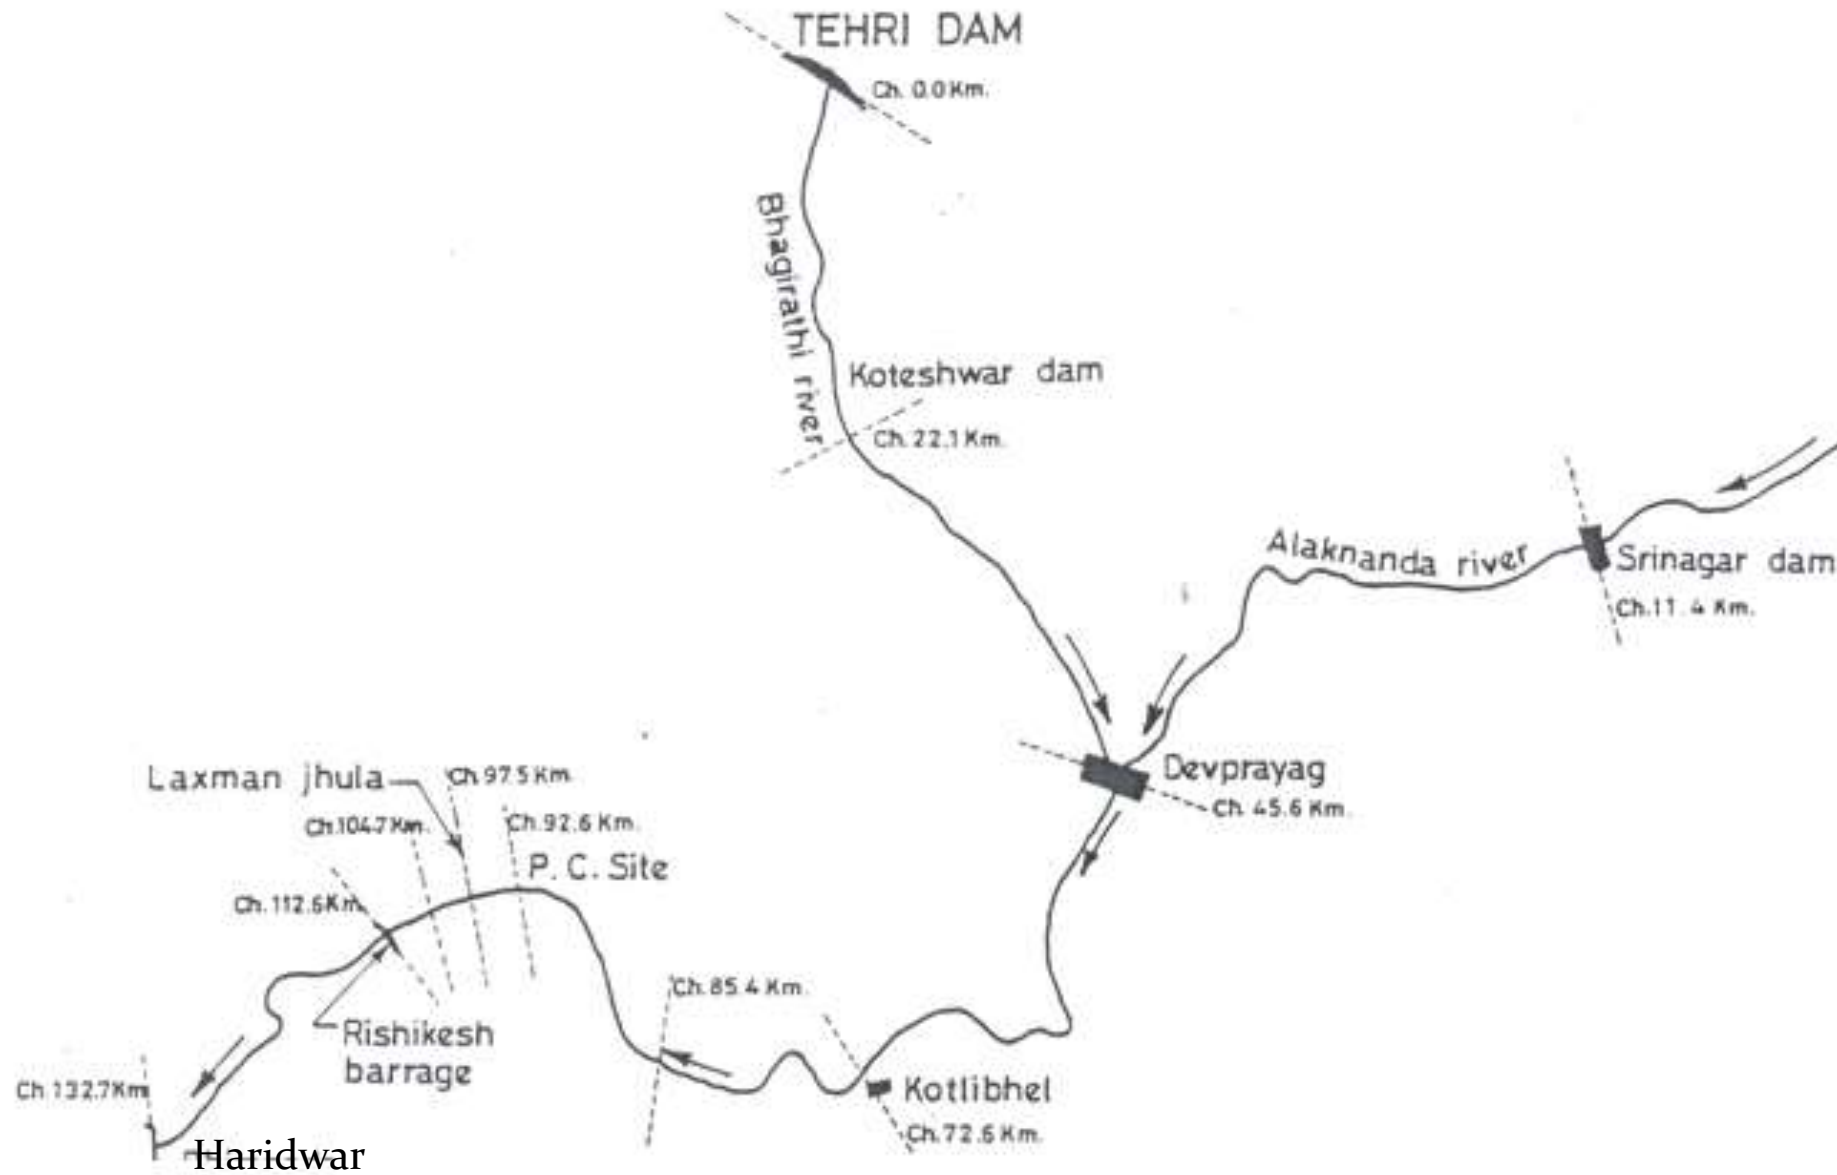 TEHRI DAM
Ch. 0.0 Km.
Bhagirathi river
Koteshwar dam
Ch. 22.1 Km.
Alaknanda river
Srinagar dam
Ch. 11.4 Km.
Devprayag
Ch. 45.6 Km.
Laxman jhula
Ch. 97.5 Km.
Ch. 104.7 Km.
Ch. 92.6 Km.
P. C. Site
Ch. 112.6 Km.
Ch. 85.4 Km.
Rishikesh
barrage
Kotlibhel
Ch. 72.6 Km.
Ch. 132.7 Km.
Haridwar